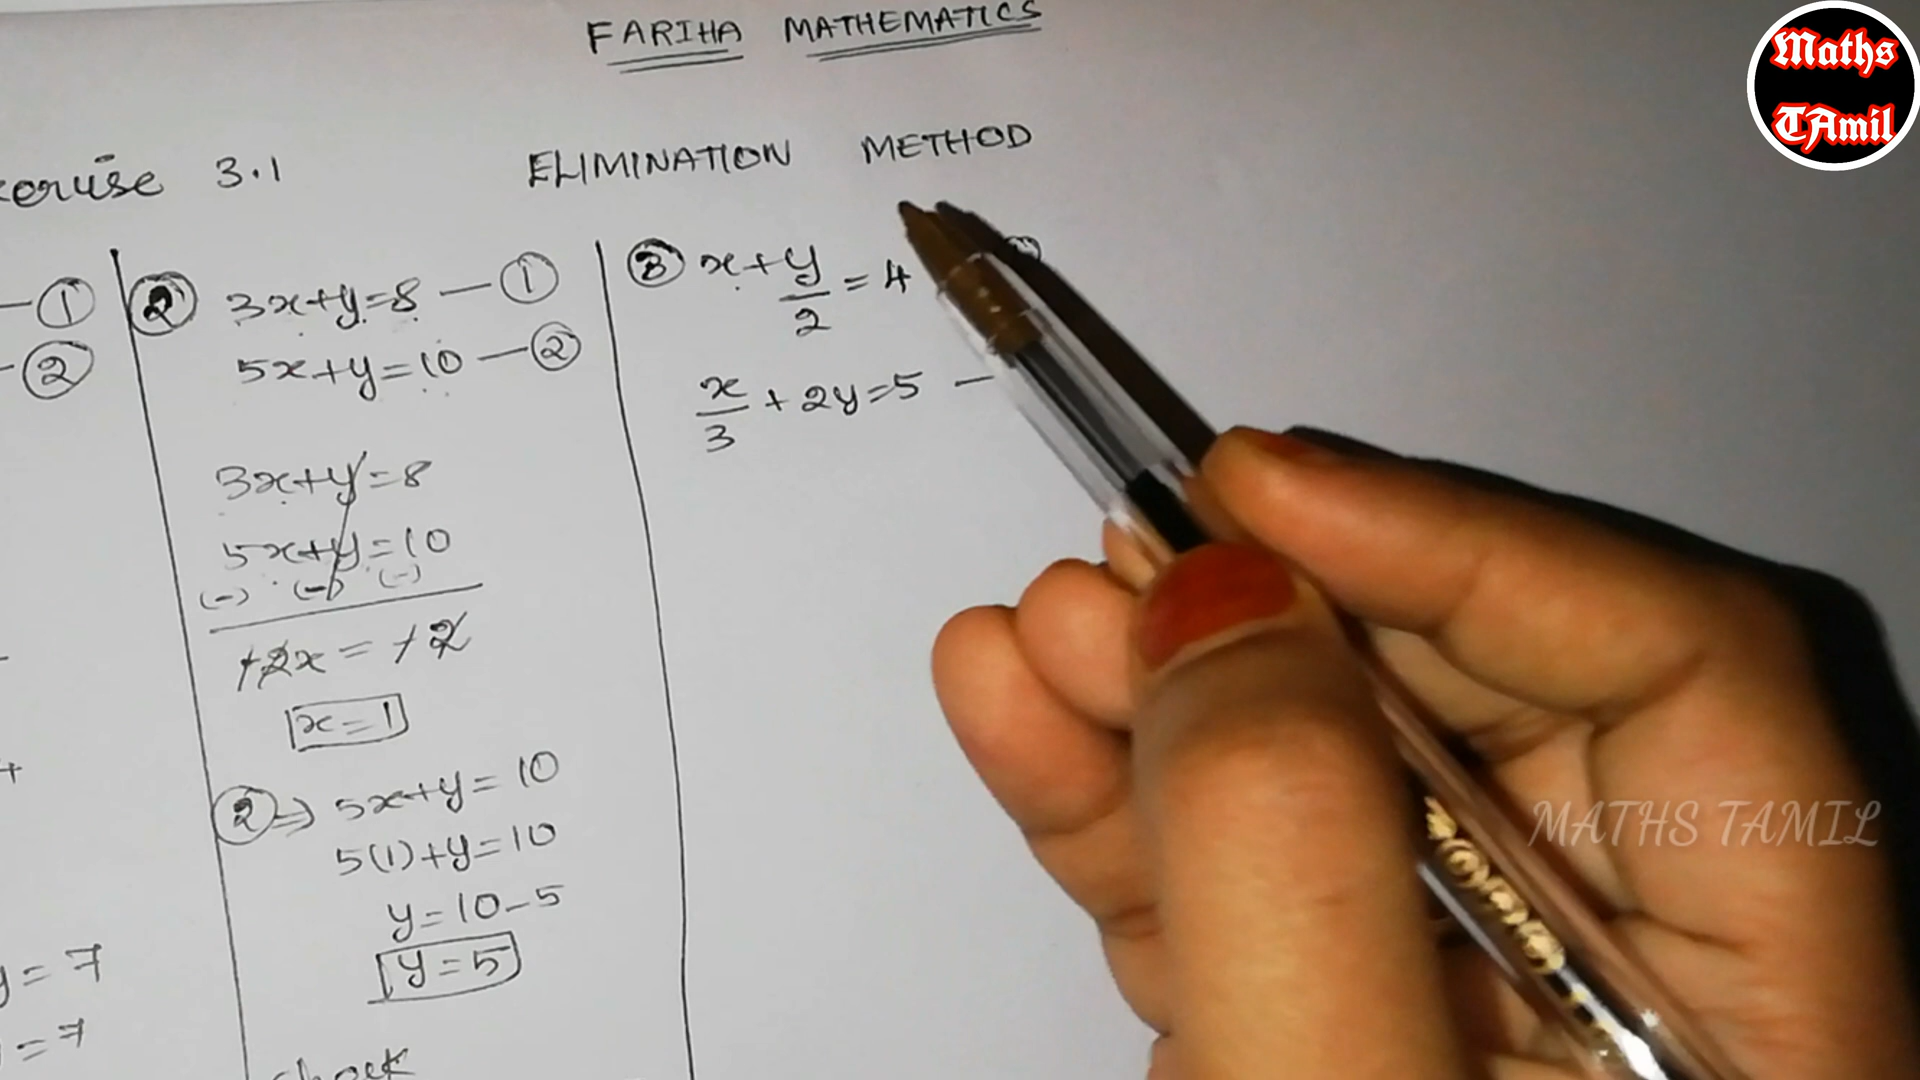 FARIHA MATHEMATICS
Maths
TAmil
Exercise 3.1
ELIMINATION METHOD
— ①
— ②
② 3x+y=8 — ①
5x+y=10 — ②
3x+y=8
5x+y=10
(-) (-) (-)
+2x = +2
x=1
② ⇒ 5x+y=10
5(1)+y=10
y=10-5
y=5
check
y=7
=7
③ x+y/2=4
x/3+2y=5 —
MATHS TAMIL